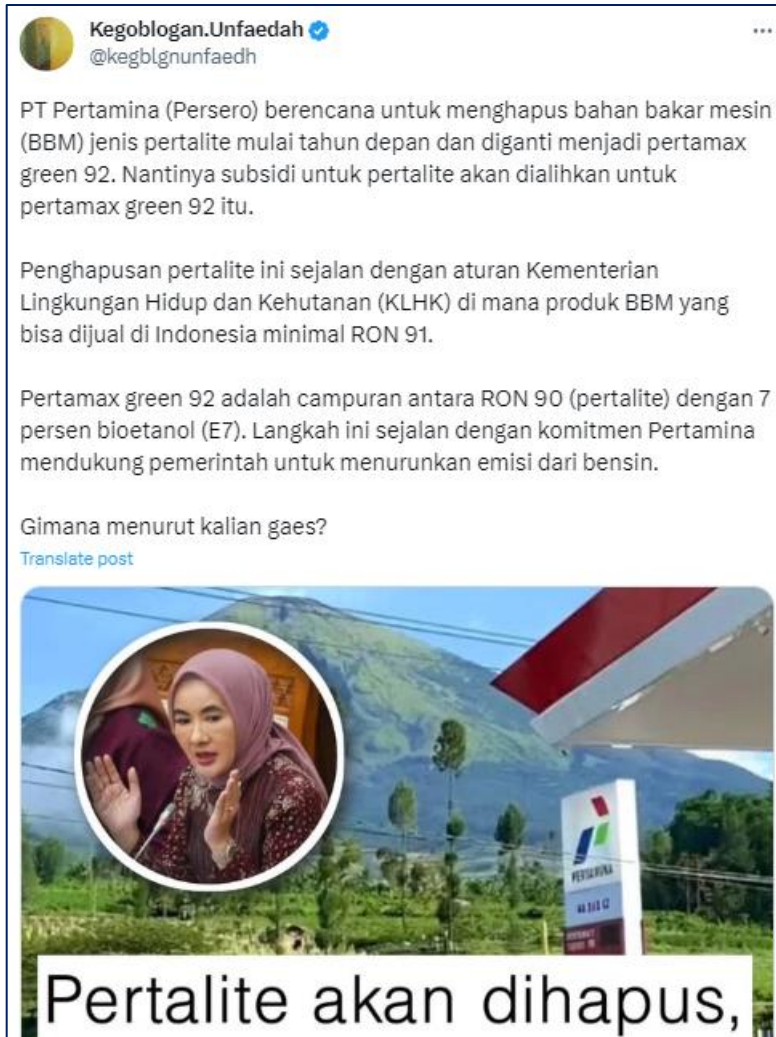 Kegoblogan.Unfaedah
@kegblgnunfaedh
PT Pertamina (Persero) berencana untuk menghapus bahan bakar mesin
(BBM) jenis pertalite mulai tahun depan dan diganti menjadi pertamax
green 92. Nantinya subsidi untuk pertalite akan dialihkan untuk
pertamax green 92 itu.
Penghapusan pertalite ini sejalan dengan aturan Kementerian
Lingkungan Hidup dan Kehutanan (KLHK) di mana produk BBM yang
bisa dijual di Indonesia minimal RON 91.
Pertamax green 92 adalah campuran antara RON 90 (pertalite) dengan 7
persen bioetanol (E7). Langkah ini sejalan dengan komitmen Pertamina
mendukung pemerintah untuk menurunkan emisi dari bensin.
Gimana menurut kalian gaes?
Translate post
PERTAMINA
Pertalite akan dihapus,